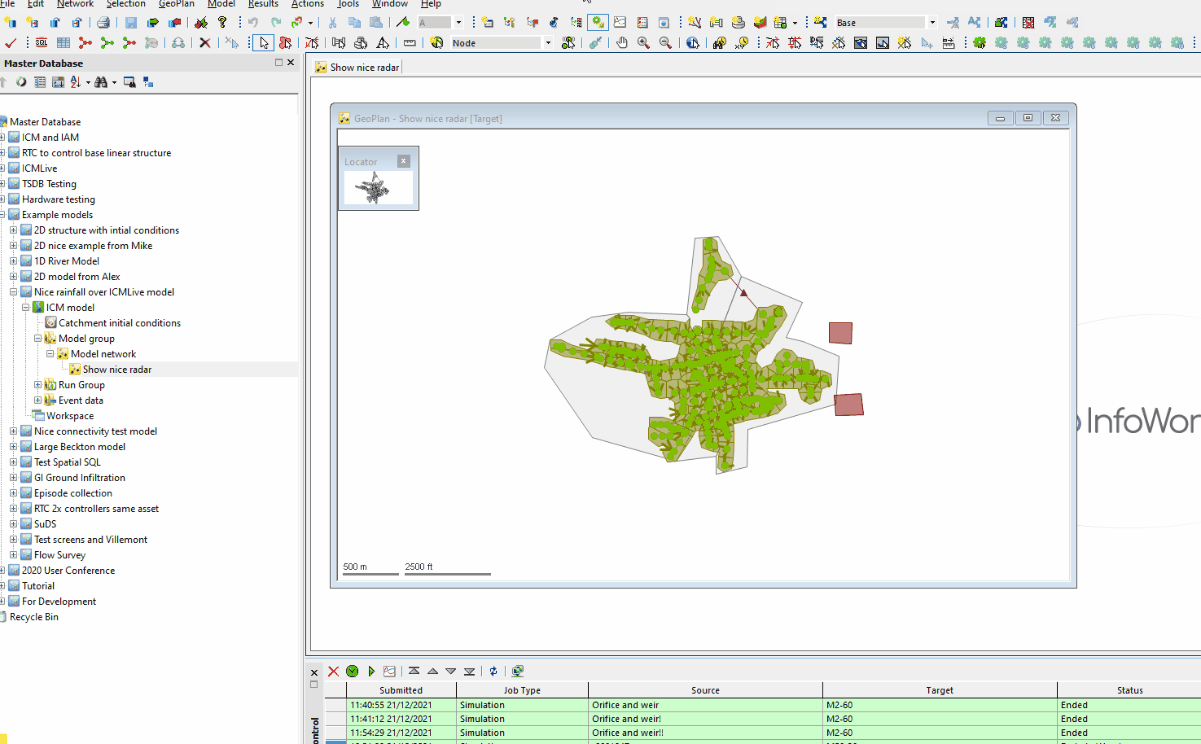 File Edit Network Selection GeoPlan Model Results Actions Tools Window Help
A Base
SQL Node
Master Database
Show nice radar
Master Database
ICM and IAM
RTC to control base linear structure
ICMLive
TSDB Testing
Hardware testing
Example models
2D structure with intial conditions
2D nice example from Mike
1D River Model
2D model from Alex
Nice rainfall over ICMLive model
ICM model
Catchment initial conditions
Model group
Model network
Show nice radar
Run Group
Event data
Workspace
Nice connectivity test model
Large Beckton model
Test Spatial SQL
GI Ground Infiltration
Episode collection
RTC 2x controllers same asset
SuDS
Test screens and Villemont
Flow Survey
2020 User Conference
Tutorial
For Development
Recycle Bin
GeoPlan - Show nice radar [Target]
Locator
500 m 2500 ft
InfoWor
ontrol
Submitted Job Type Source Target Status
11:40:55 21/12/2021 Simulation Orifice and weir M2-60 Ended
11:41:12 21/12/2021 Simulation Orifice and weir! M2-60 Ended
11:54:29 21/12/2021 Simulation Orifice and weir!! M2-60 Ended